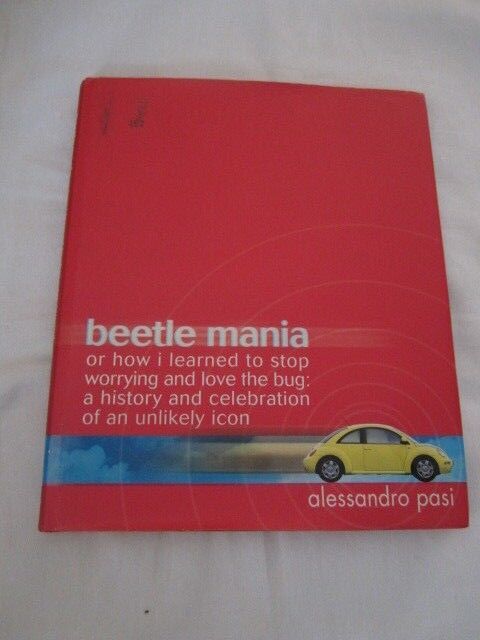 beetle mania
or how i learned to stop
worrying and love the bug:
a history and celebration
of an unlikely icon
alessandro pasi